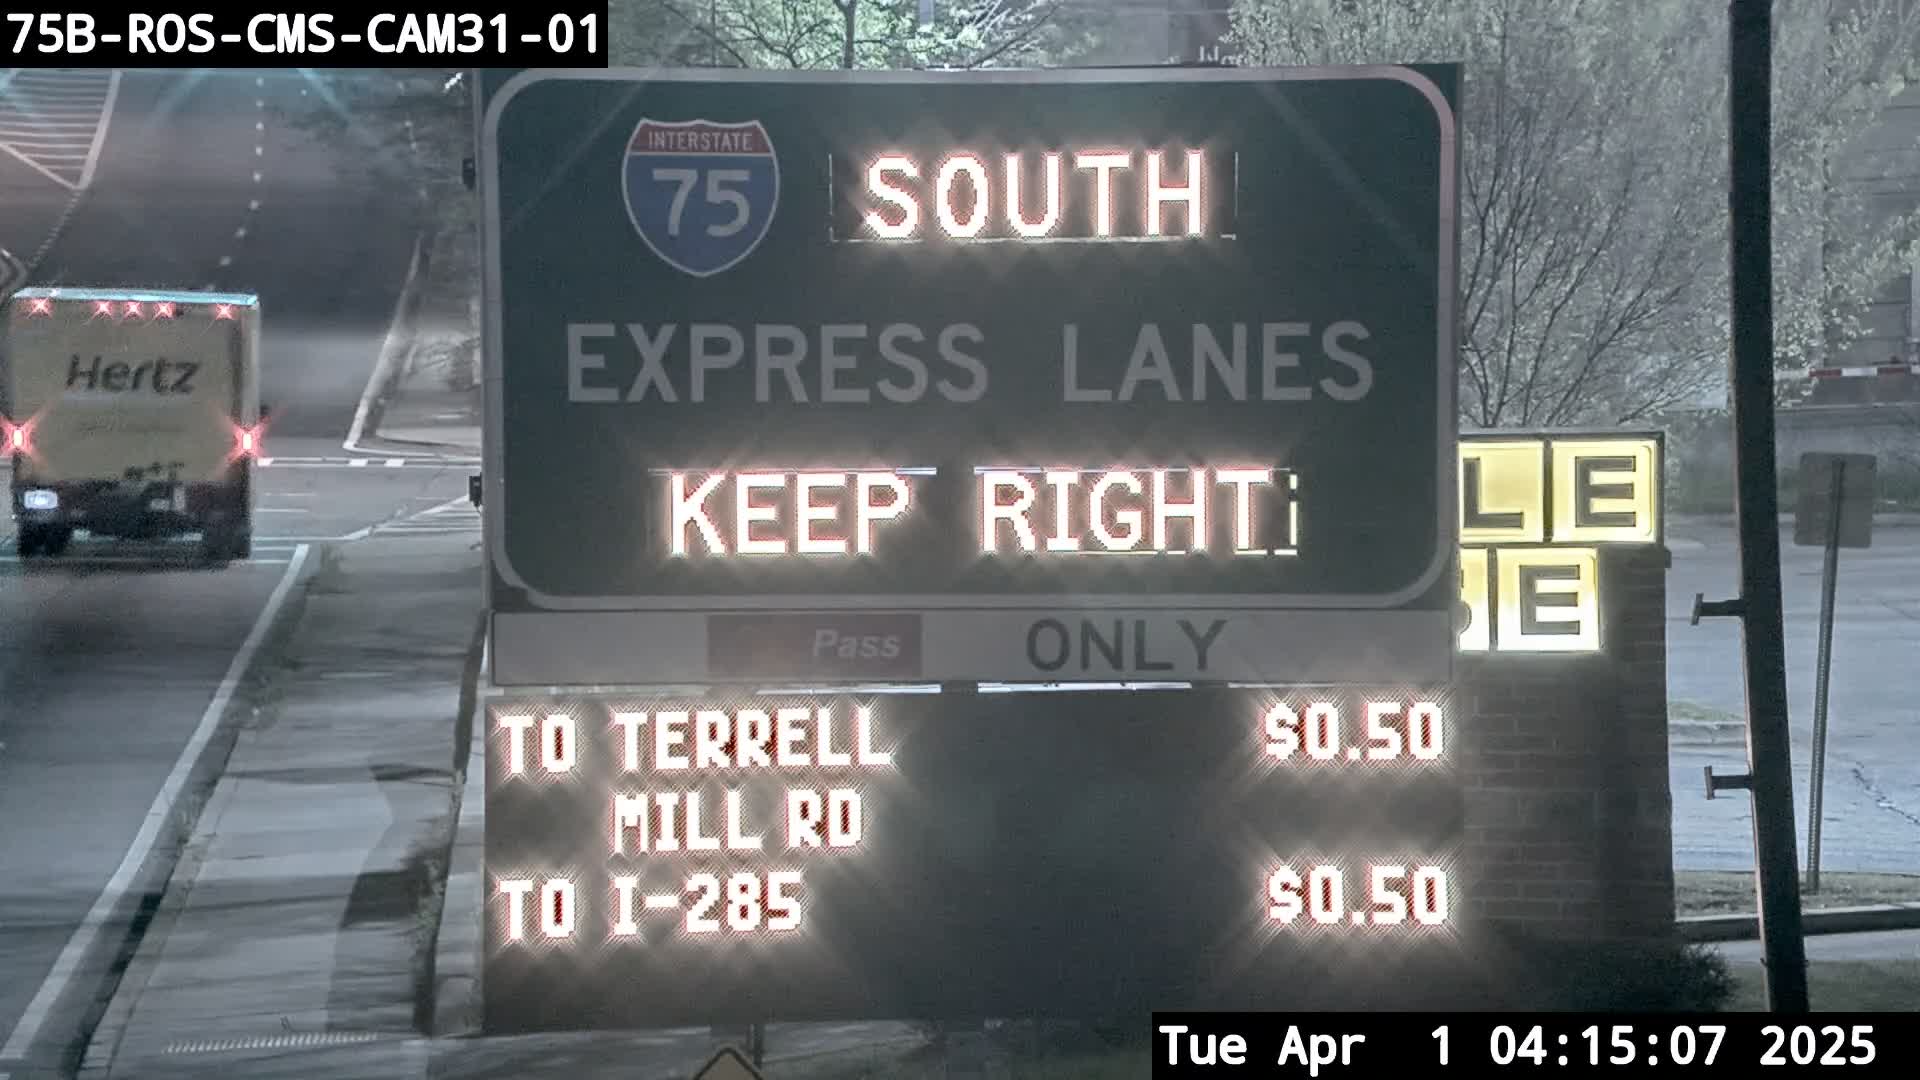 75B-ROS-CMS-CAM31-01
INTERSTATE
75
SOUTH
EXPRESS LANES
KEEP RIGHT
Pass ONLY
TO TERRELL $0.50
MILL RD
TO I-285 $0.50
Hertz
LE
E
Tue Apr 1 04:15:07 2025